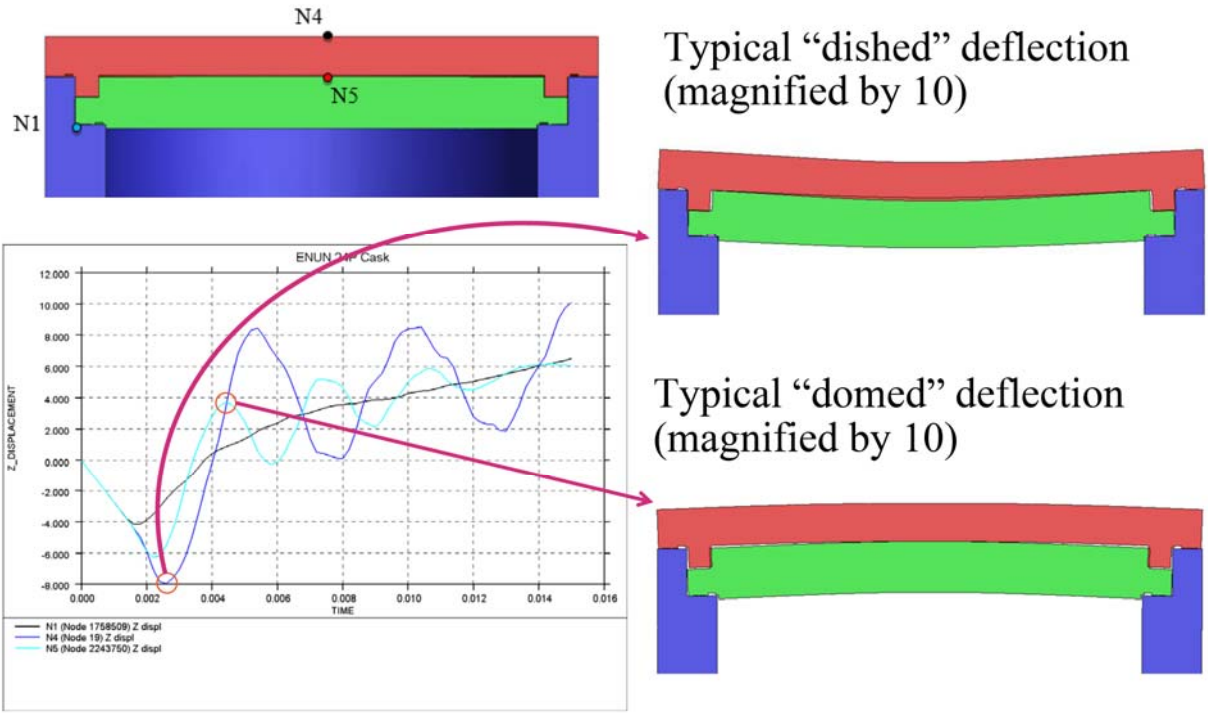 N4
N5
N1
Typical “dished” deflection
(magnified by 10)
ENUN 24P Cask
12.000
10.000
8.000
6.000
4.000
2.000
0.000
-2.000
-4.000
-6.000
-8.000
Z_DISPLACEMENT
0.000 0.002 0.004 0.006 0.008 0.010 0.012 0.014 0.016
TIME
N1 (Node 1758509) Z displ
N4 (Node 19) Z displ
N5 (Node 2243750) Z displ
Typical “domed” deflection
(magnified by 10)